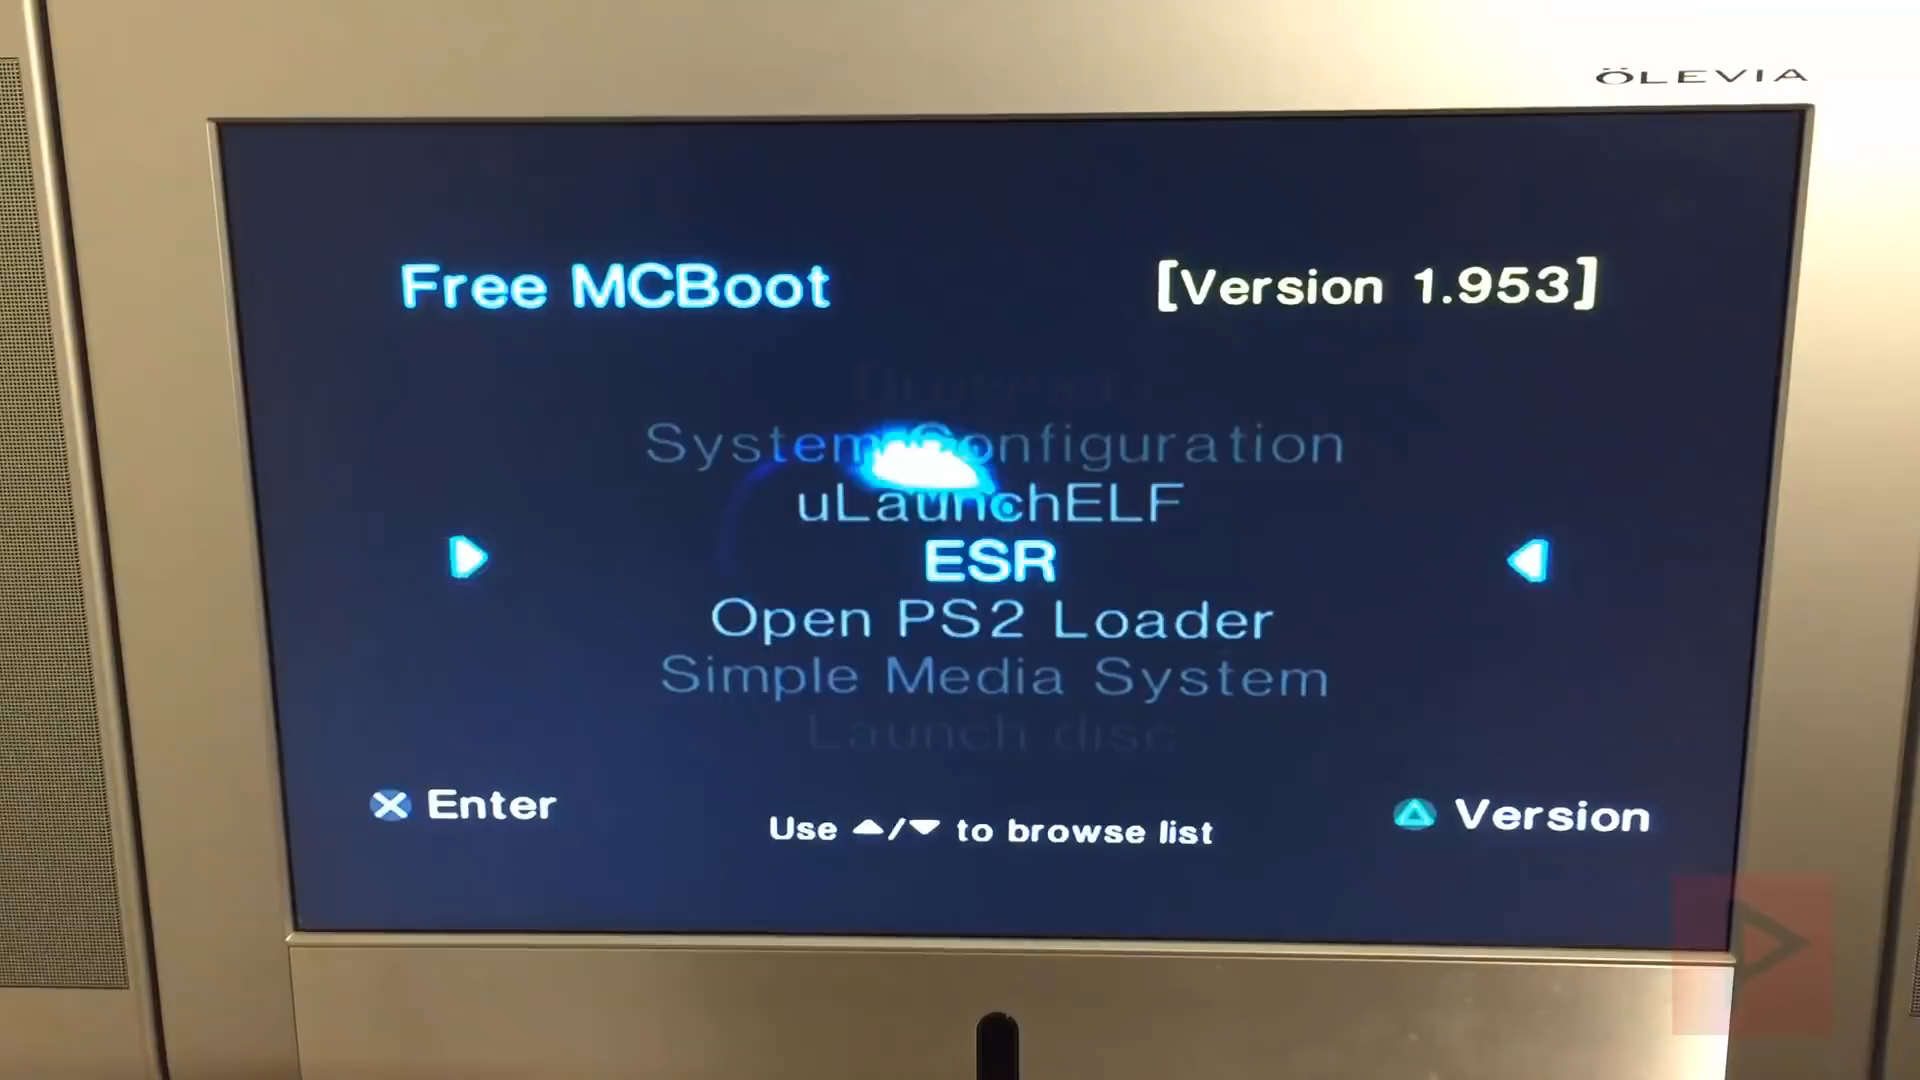 ÖLEVIA
Free MCBoot
[Version 1.953]
System Configuration
uLaunchELF
ESR
Open PS2 Loader
Simple Media System
Launch disc
Enter
Use ▲/▼ to browse list
Version